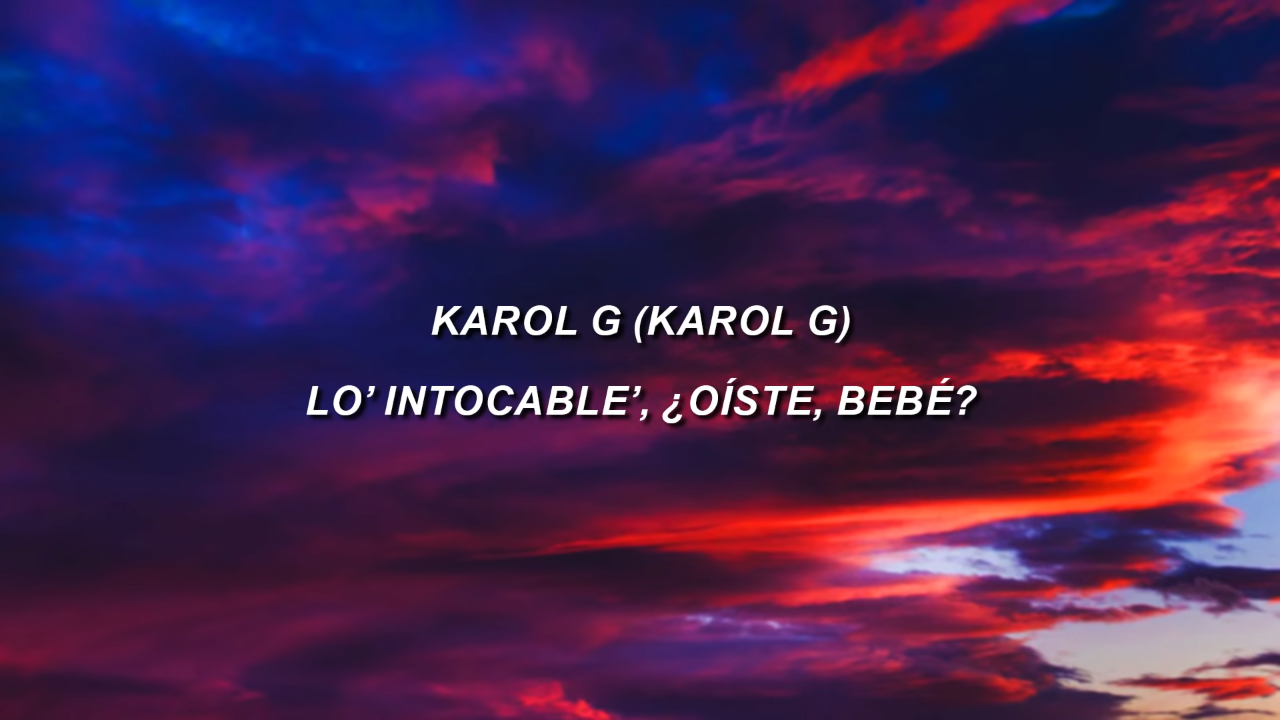 KAROL G (KAROL G)
LO’ INTOCABLE’, ¿OÍSTE, BEBÉ?